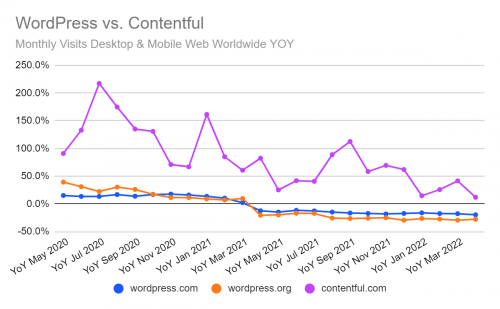 WordPress vs. Contentful
Monthly Visits Desktop & Mobile Web Worldwide YOY
250.0%
200.0%
150.0%
100.0%
50.0%
0.0%
-50.0%
YoY May 2020
YoY Jul 2020
YoY Sep 2020
YoY Nov 2020
YoY Jan 2021
YoY Mar 2021
YoY May 2021
YoY Jul 2021
YoY Sep 2021
YoY Nov 2021
YoY Jan 2022
YoY Mar 2022
wordpress.com wordpress.org contentful.com